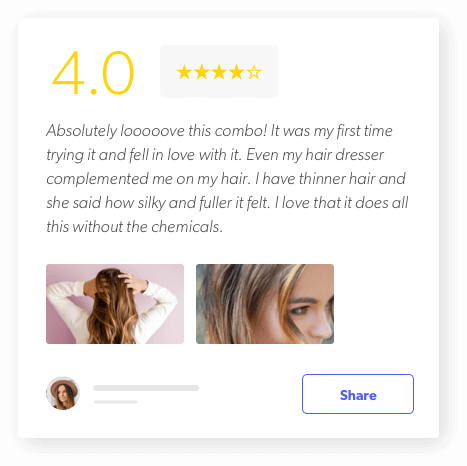 4.0
Absolutely looooove this combo! It was my first time
trying it and fell in love with it. Even my hair dresser
complemented me on my hair. I have thinner hair and
she said how silky and fuller it felt. I love that it does all
this without the chemicals.
Share